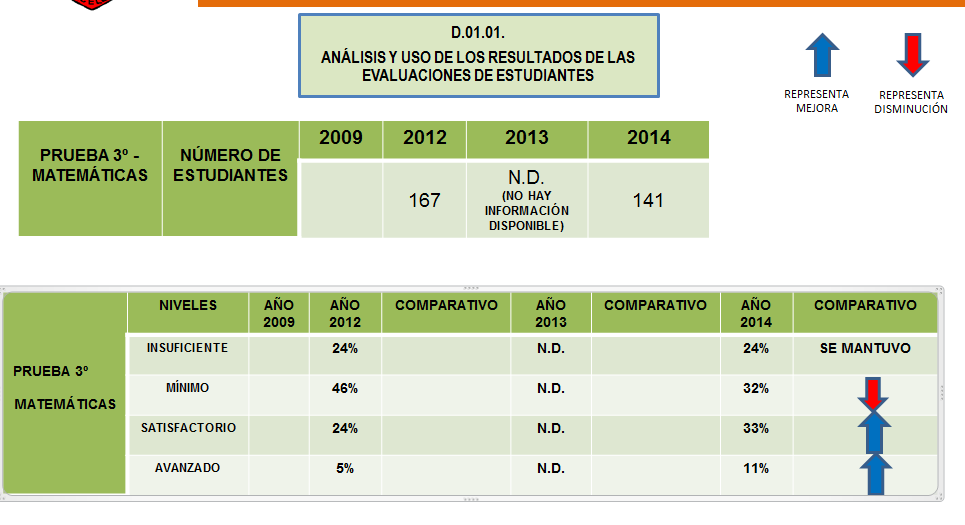 D.01.01.
ANÁLISIS Y USO DE LOS RESULTADOS DE LAS
EVALUACIONES DE ESTUDIANTES
REPRESENTA
MEJORA
REPRESENTA
DISMINUCIÓN
PRUEBA 3º -
MATEMÁTICAS
NÚMERO DE
ESTUDIANTES
2009 2012 2013 2014
167
N.D.
(NO HAY
INFORMACIÓN
DISPONIBLE)
141
PRUEBA 3º
MATEMÁTICAS
NIVELES AÑO 2009 AÑO 2012 COMPARATIVO AÑO 2013 COMPARATIVO AÑO 2014 COMPARATIVO
INSUFICIENTE 24% N.D. 24% SE MANTUVO
MÍNIMO 46% N.D. 32%
SATISFACTORIO 24% N.D. 33%
AVANZADO 5% N.D. 11%